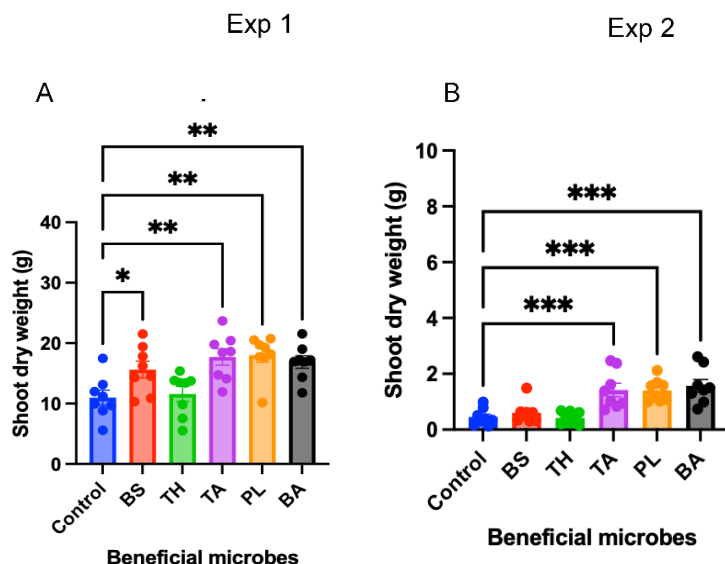 Exp 1
Exp 2
A
B
**
**
**
*
40
30
20
10
0
Shoot dry weight (g)
Control
BS
TH
TA
PL
BA
Beneficial microbes
***
***
***
10
8
6
4
2
0
Shoot dry weight (g)
Control
BS
TH
TA
PL
BA
Beneficial microbes